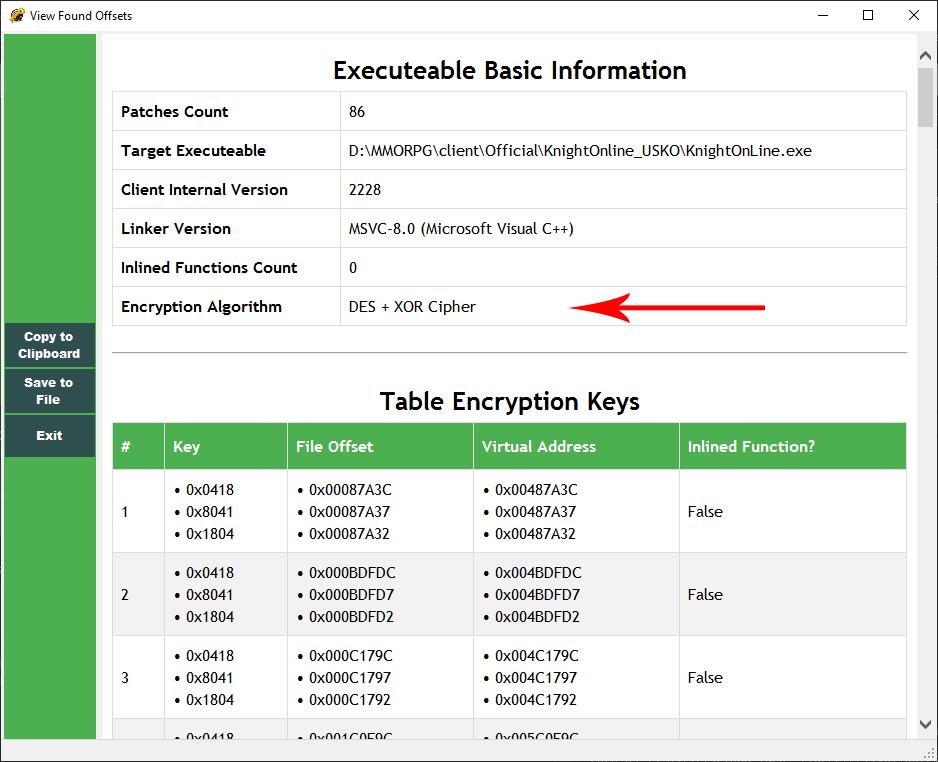 View Found Offsets
Executeable Basic Information
Patches Count 86
Target Executeable D:\MMORPG\client\Official\KnightOnline_USKO\KnightOnLine.exe
Client Internal Version 2228
Linker Version MSVC-8.0 (Microsoft Visual C++)
Inlined Functions Count 0
Encryption Algorithm DES + XOR Cipher
Copy to
Clipboard
Save to
File
Exit
Table Encryption Keys
# Key File Offset Virtual Address Inlined Function?
• 0x0418 • 0x00087A3C • 0x00487A3C
1 • 0x8041 • 0x00087A37 • 0x00487A37 False
• 0x1804 • 0x00087A32 • 0x00487A32
• 0x0418 • 0x000BDFDC • 0x004BDFDC
2 • 0x8041 • 0x000BDFD7 • 0x004BDFD7 False
• 0x1804 • 0x000BDFD2 • 0x004BDFD2
• 0x0418 • 0x000C179C • 0x004C179C
3 • 0x8041 • 0x000C1797 • 0x004C1797 False
• 0x1804 • 0x000C1792 • 0x004C1792
• 0x0418